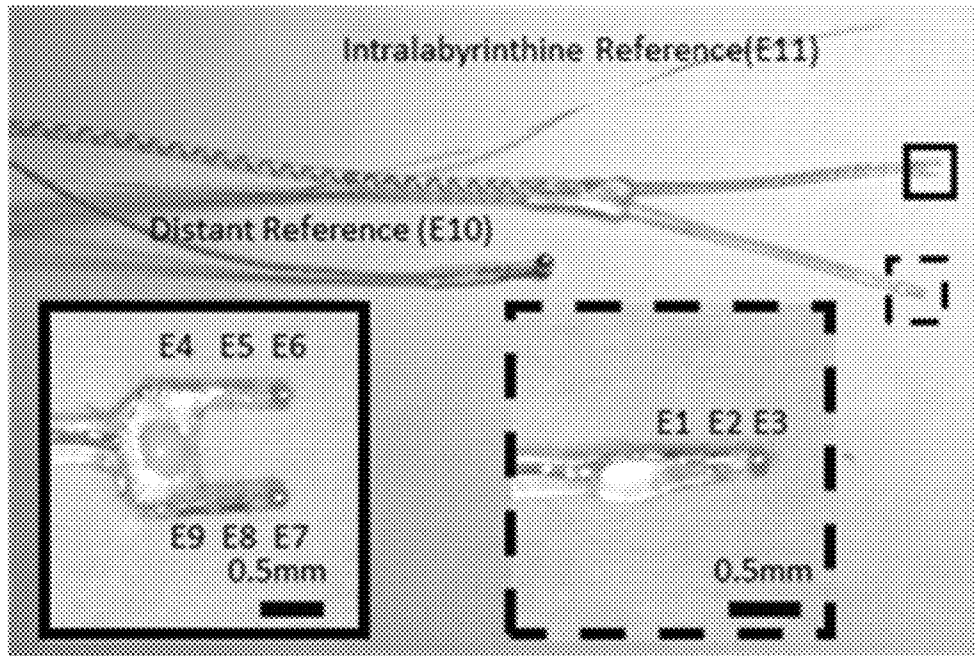 Intralabyrinthine Reference(E11)
Distant Reference (E10)
E4 E5 E6
E1 E2 E3
E9 E8 E7
0.5mm
0.5mm